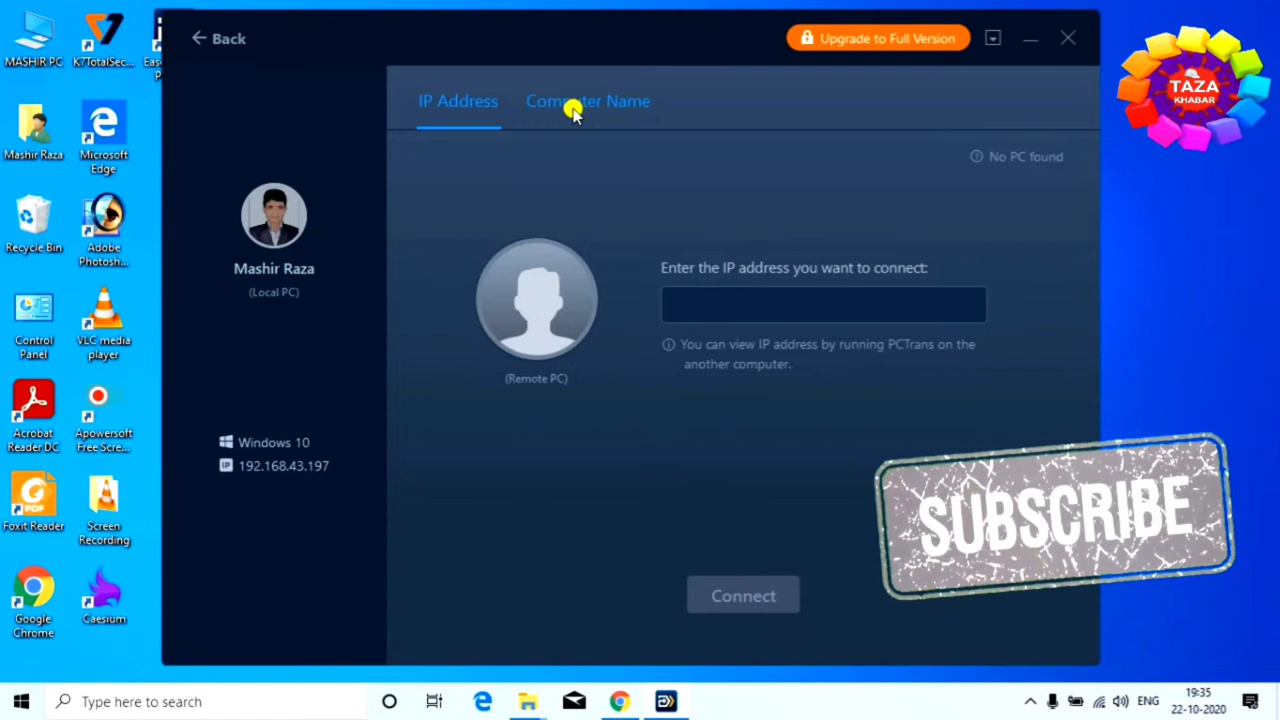 MASHIR PC
K7TotalSec...
Eas
P
Mashir Raza
Microsoft
Edge
Recycle Bin
Adobe
Photosh...
Control
Panel
VLC media
player
Acrobat
Reader DC
Apowersoft
Free Scre...
Foxit Reader
Screen
Recording
Google
Chrome
Caesium
Back
Upgrade to Full Version
IP Address
Computer Name
No PC found
Mashir Raza
(Local PC)
Windows 10
IP 192.168.43.197
(Remote PC)
Enter the IP address you want to connect:
You can view IP address by running PCTrans on the
another computer.
Connect
TAZA
KHABAR
SUBSCRIBE
Type here to search
ENG
19:35
22-10-2020